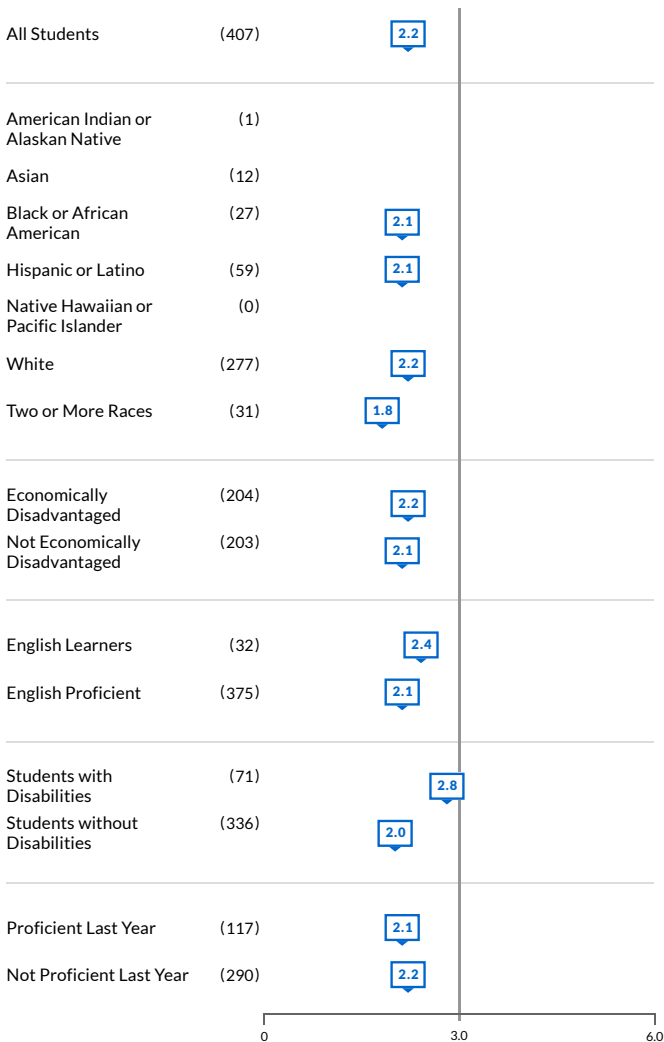 All Students (407) 2.2
American Indian or (1)
Alaskan Native
Asian (12)
Black or African (27) 2.1
American
Hispanic or Latino (59) 2.1
Native Hawaiian or (0)
Pacific Islander
White (277) 2.2
Two or More Races (31) 1.8
Economically (204) 2.2
Disadvantaged
Not Economically (203) 2.1
Disadvantaged
English Learners (32) 2.4
English Proficient (375) 2.1
Students with (71) 2.8
Disabilities
Students without (336) 2.0
Disabilities
Proficient Last Year (117) 2.1
Not Proficient Last Year (290) 2.2
0 3.0 6.0